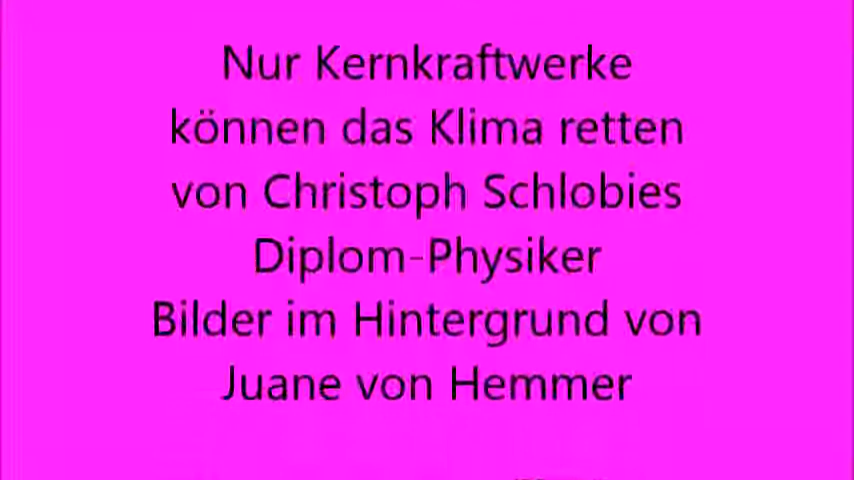 Nur Kernkraftwerke
können das Klima retten
von Christoph Schlobies
Diplom-Physiker
Bilder im Hintergrund von
Juane von Hemmer